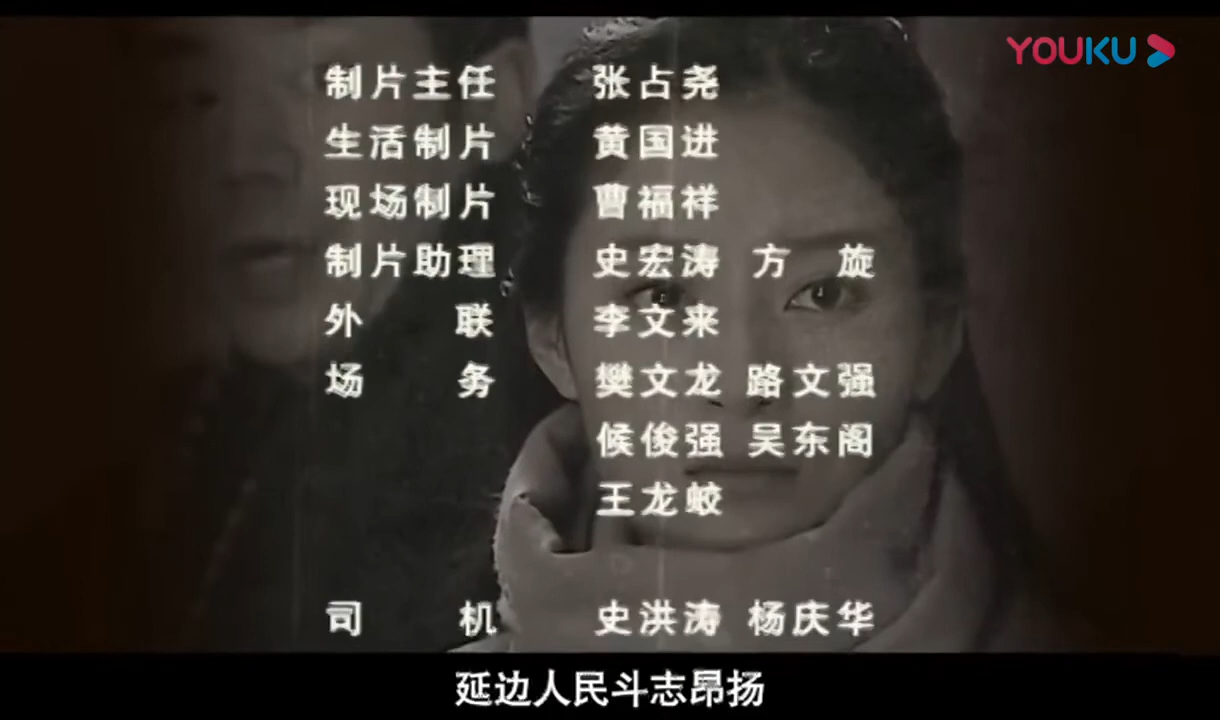 YOUKU
制片主任 张占尧
生活制片 黄国进
现场制片 曹福祥
制片助理 史宏涛 方 旋
外 联 李文来
场 务 樊文龙 路文强
候俊强 吴东阁
王龙蛟
司 机 史洪涛 杨庆华
延边人民斗志昂扬